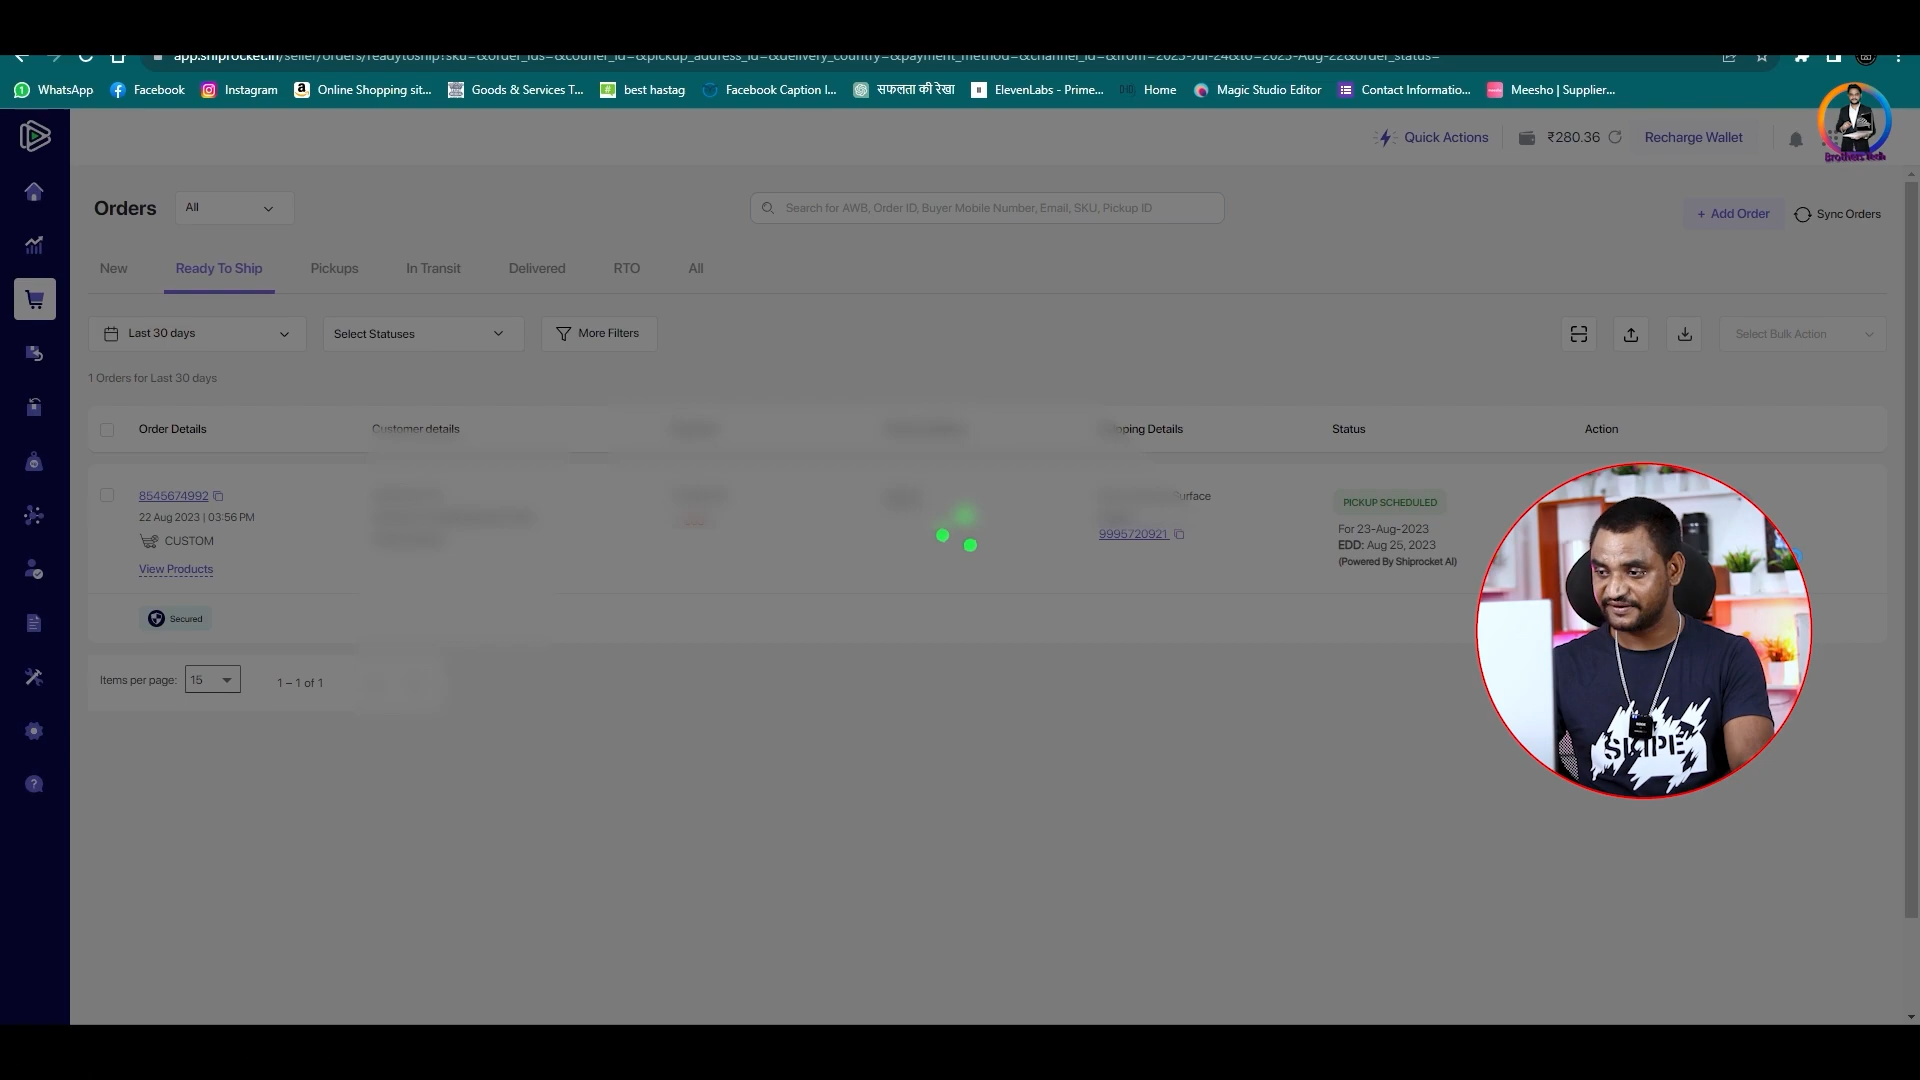 app.shiprocket.in/seller/orders/readytoship?sku=&order_ids=&courier_id=&pickup_address_id=&delivery_country=&payment_method=&channel_id=&from=2023-Jul-24&to=2023-Aug-22&order_status=
WhatsApp Facebook Instagram Online Shopping sit... Goods & Services T... best hastag Facebook Caption I... सफलता की रेखा ElevenLabs - Prime... Home Magic Studio Editor Contact Informatio... Meesho | Supplier...
Brothers Tech
Quick Actions ₹280.36 Recharge Wallet
Orders All Search for AWB, Order ID, Buyer Mobile Number, Email, SKU, Pickup ID + Add Order Sync Orders
New Ready To Ship Pickups In Transit Delivered RTO All
Last 30 days Select Statuses More Filters Select Bulk Action
1 Orders for Last 30 days
Order Details Customer details pping Details Status Action
8545674992 Surface PICKUP SCHEDULED
22 Aug 2023 | 03:56 PM For 23-Aug-2023
CUSTOM 9995720921 EDD: Aug 25, 2023
View Products (Powered By Shiprocket AI)
Secured
Items per page: 15 1 – 1 of 1
SKIPE